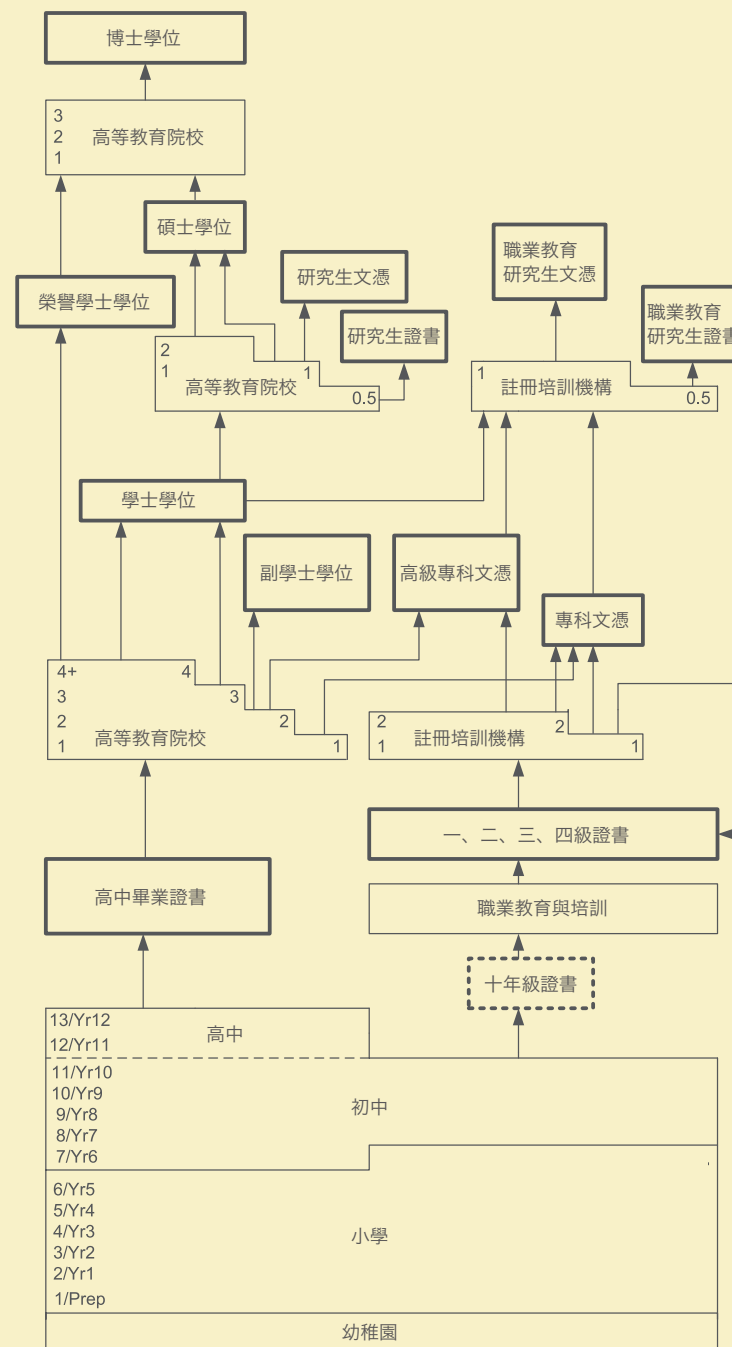 博士學位
3
2
1
高等教育院校
碩士學位
職業教育
研究生文憑
研究生文憑
榮譽學士學位
職業教育
研究生證書
研究生證書
2
1
高等教育院校
1
0.5
1
註冊培訓機構
0.5
學士學位
副學士學位
高級專科文憑
專科文憑
4+
3
2
1
高等教育院校
4
3
2
1
2
1
註冊培訓機構
2
1
一、二、三、四級證書
高中畢業證書
職業教育與培訓
十年級證書
13/Yr12
12/Yr11
高中
11/Yr10
10/Yr9
9/Yr8
8/Yr7
7/Yr6
初中
6/Yr5
5/Yr4
4/Yr3
3/Yr2
2/Yr1
1/Prep
小學
幼稚園